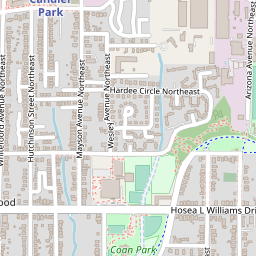 Candler
Park
Hardee Circle Northeast
Whitefoord Avenue Northeast
Hutchinson Street Northeast
Mayson Avenue Northeast
Wesley Avenue Northeast
Arizona Avenue Northeast
ood
Hosea L Williams Dri
Coan Park